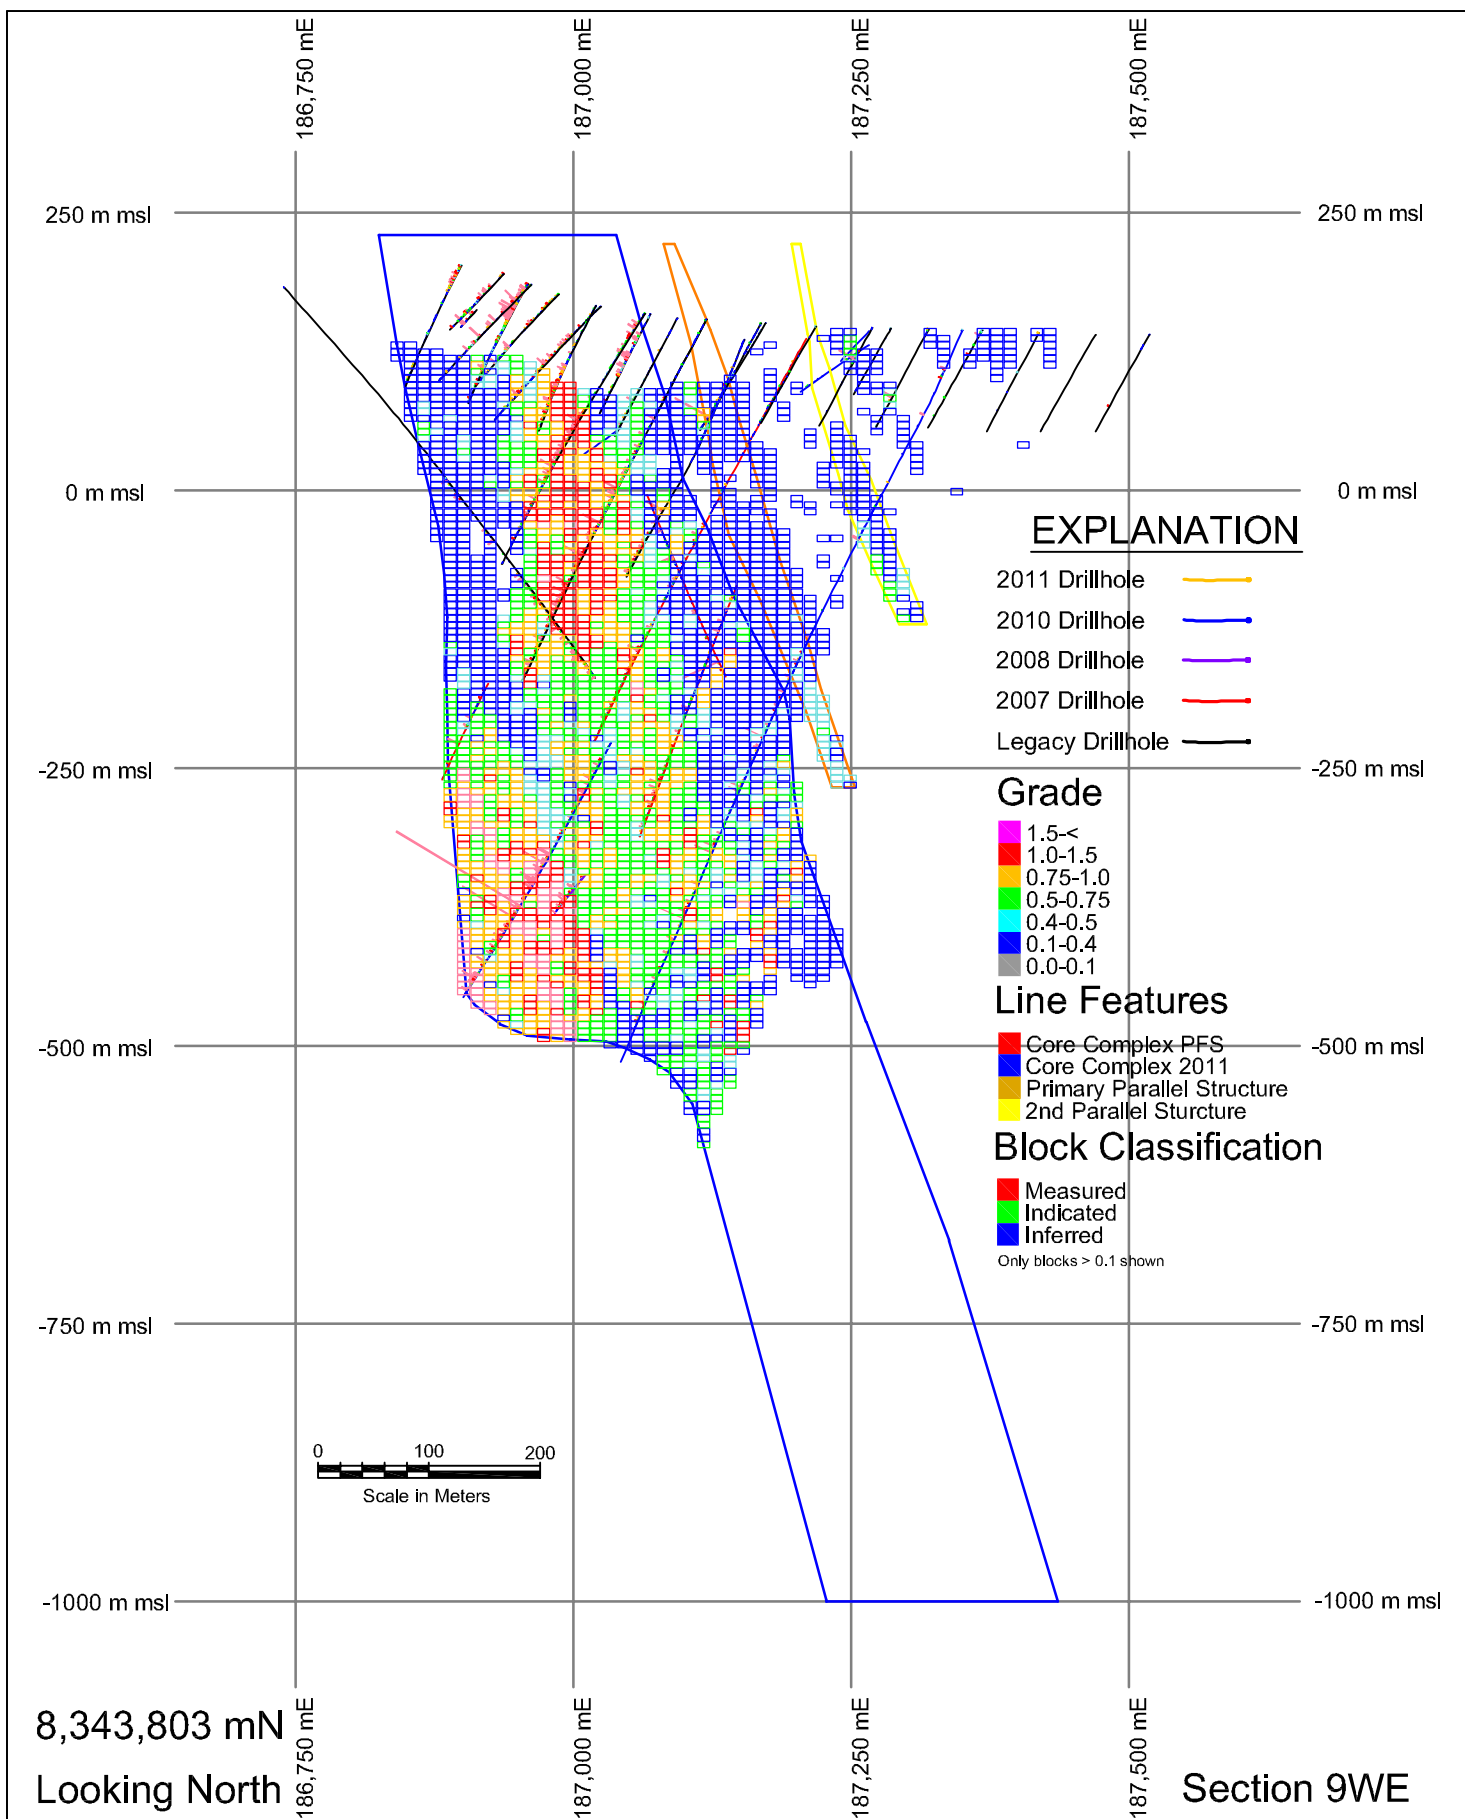 186,750 mE
187,000 mE
187,250 mE
187,500 mE
250 m msl
250 m msl
0 m msl
0 m msl
EXPLANATION
2011 Drillhole
2010 Drillhole
2008 Drillhole
2007 Drillhole
Legacy Drillhole
-250 m msl
-250 m msl
Grade
1.5-<
1.0-1.5
0.75-1.0
0.5-0.75
0.4-0.5
0.1-0.4
0.0-0.1
Line Features
Core Complex PFS
Core Complex 2011
Primary Parallel Structure
2nd Parallel Sturcture
-500 m msl
-500 m msl
Block Classification
Measured
Indicated
Inferred
Only blocks > 0.1 shown
-750 m msl
-750 m msl
0 100 200
Scale in Meters
-1000 m msl
-1000 m msl
8,343,803 mN
Looking North
186,750 mE
187,000 mE
187,250 mE
187,500 mE
Section 9WE